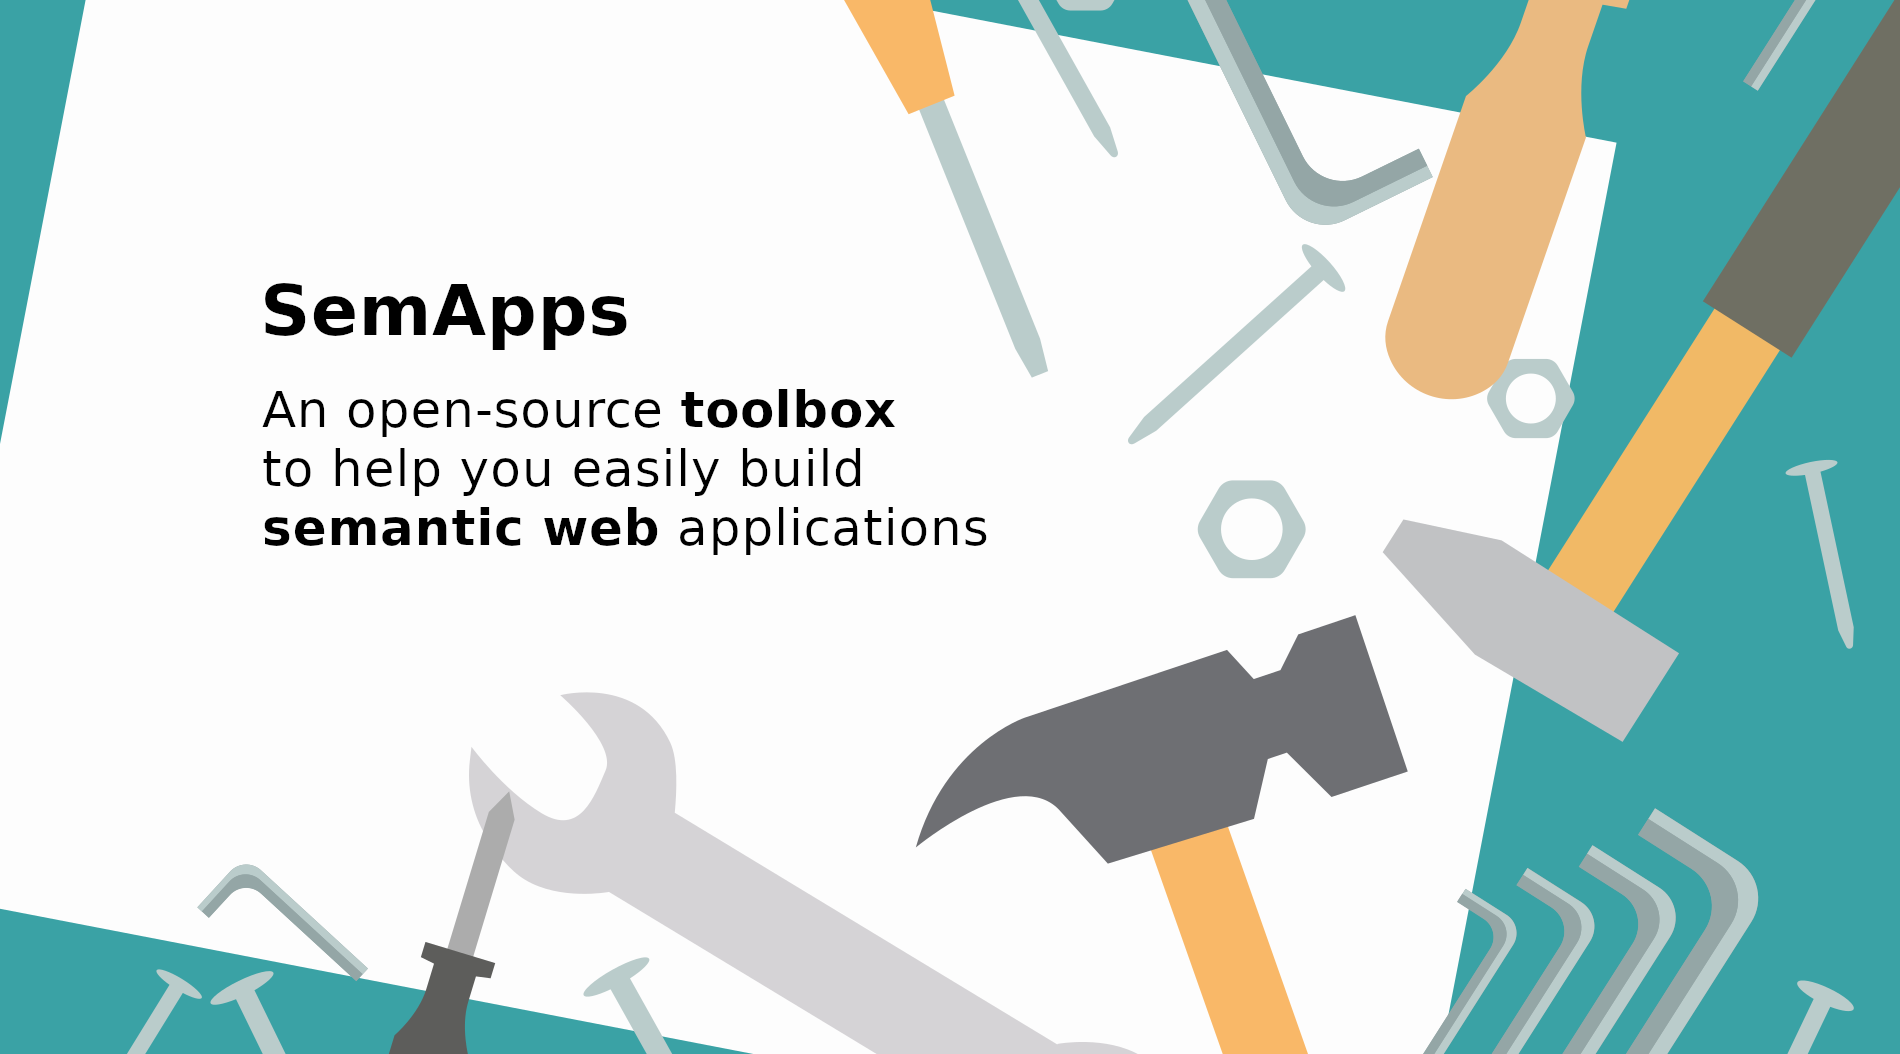 SemApps
An open-source toolbox
to help you easily build
semantic web applications